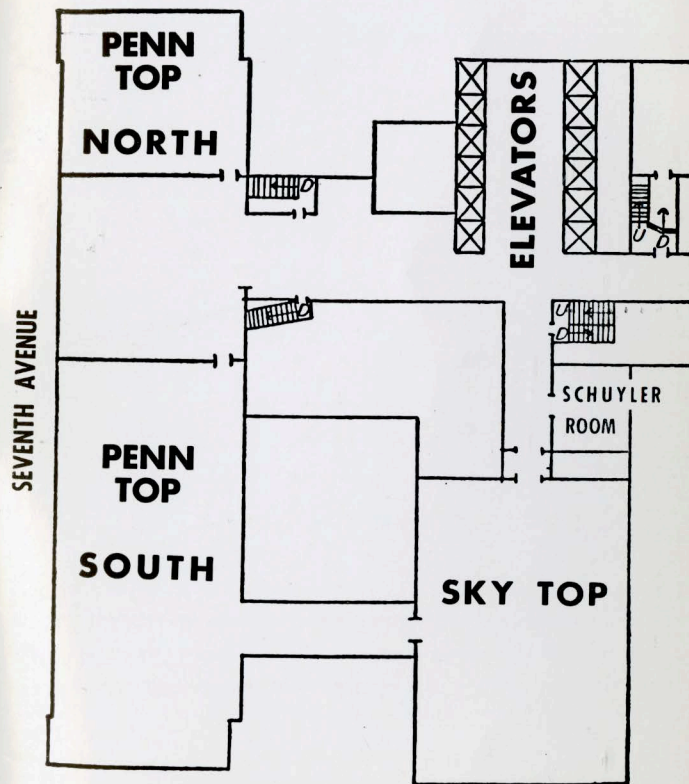 PENN
TOP
NORTH
ELEVATORS
D
U
D
D
U
D
SEVENTH AVENUE
SCHUYLER
ROOM
PENN
TOP
SOUTH
SKY TOP